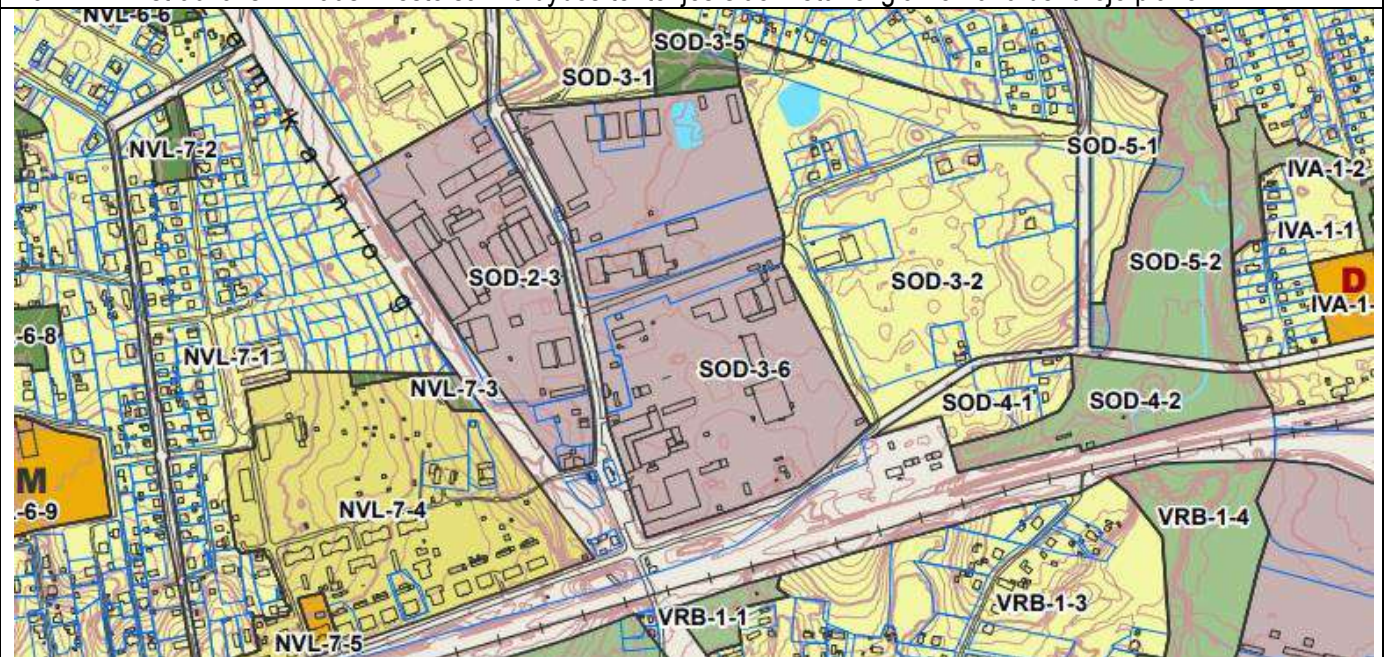 NVL-6-6
SOD-3-5
SOD-3-1
e m k a l n i o
NVL-7-2
SOD-5-1
IVA-1-2
IVA-1-1
SOD-2-3
SOD-3-2
SOD-5-2
D
IVA-1-
-6-8
NVL-7-1
NVL-7-3
SOD-3-6
SOD-4-1
SOD-4-2
M
-6-9
NVL-7-4
VRB-1-4
VRB-1-3
VRB-1-1
NVL-7-5